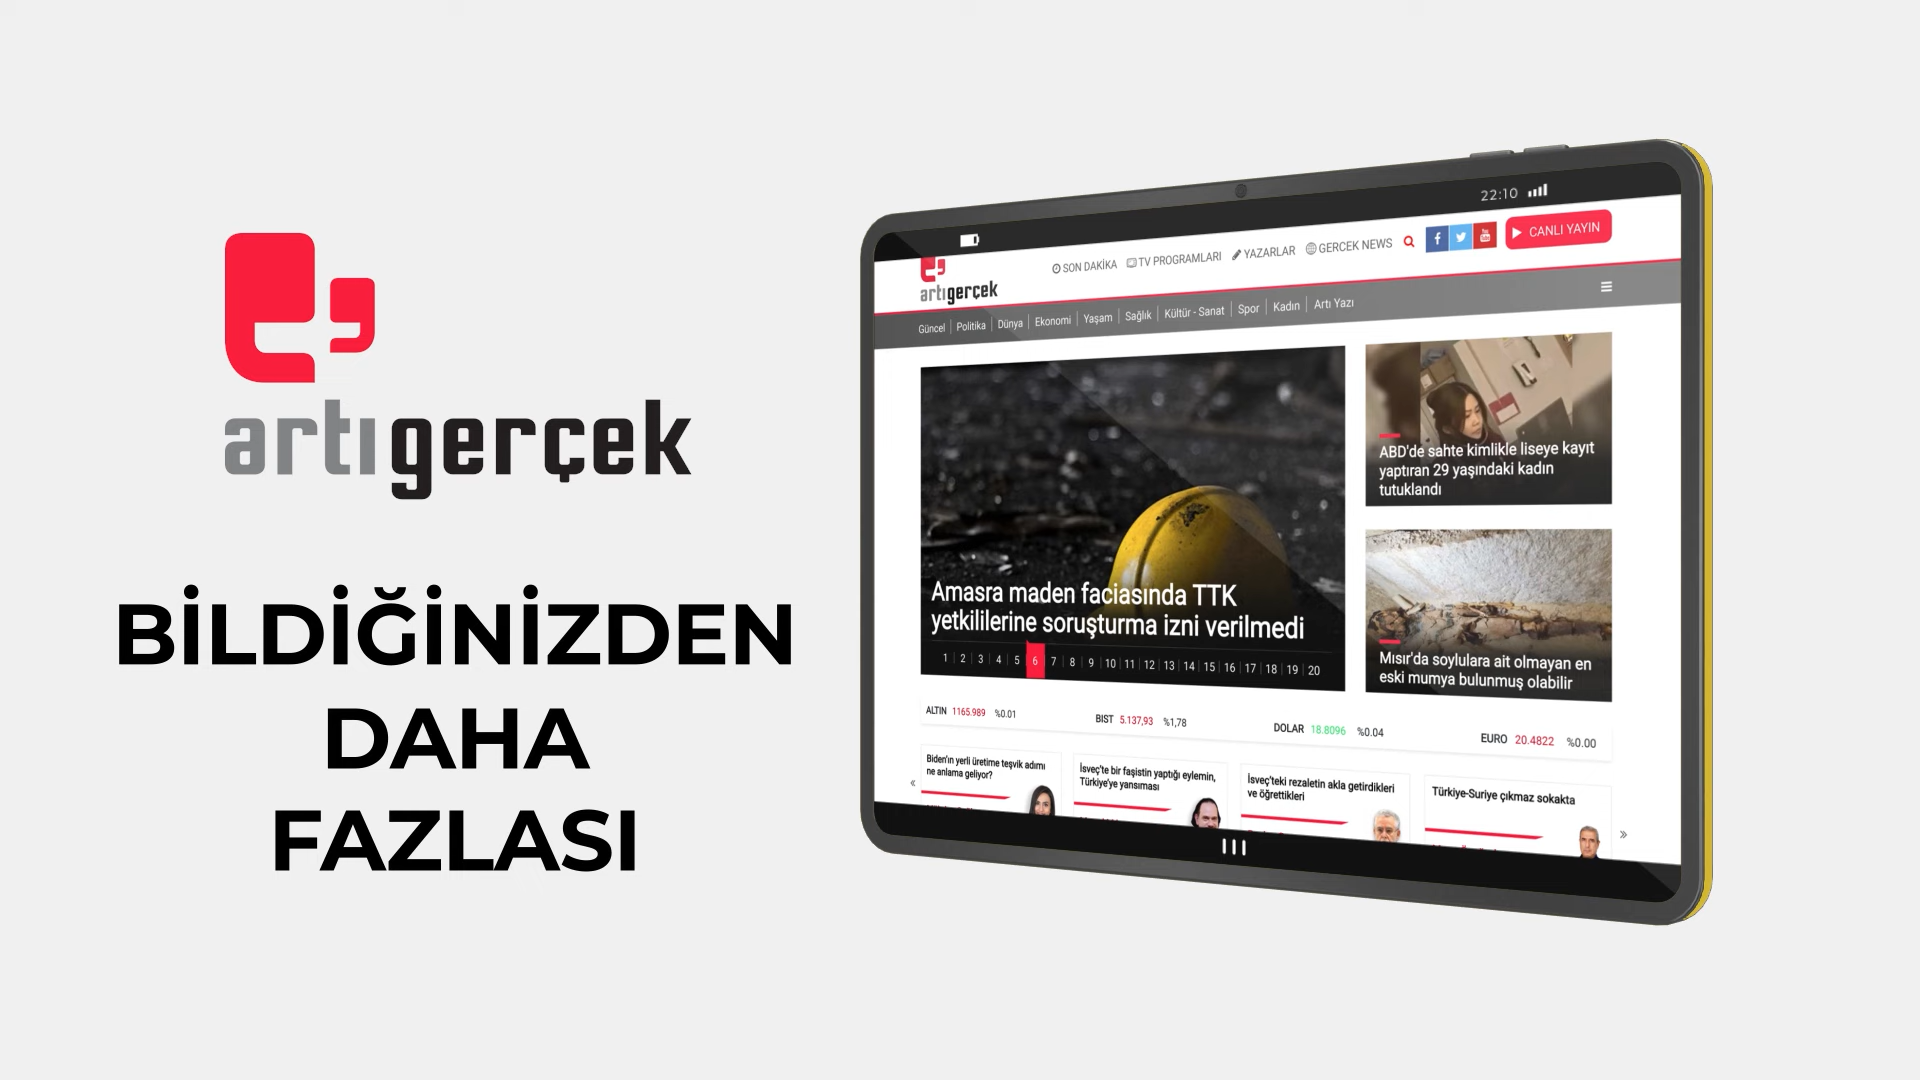 artıgerçek
BİLDİĞİNİZDEN
DAHA
FAZLASI
22:10
artıgerçek
SON DAKİKA TV PROGRAMLARI YAZARLAR GERCEK NEWS CANLI YAYIN
Güncel | Politika | Dünya | Ekonomi | Yaşam | Sağlık | Kültür - Sanat | Spor | Kadın | Artı Yazı
Amasra maden faciasında TTK
yetkililerine soruşturma izni verilmedi
1 | 2 | 3 | 4 | 5 | 6 | 7 | 8 | 9 | 10 | 11 | 12 | 13 | 14 | 15 | 16 | 17 | 18 | 19 | 20
ABD'de sahte kimlikle liseye kayıt
yaptıran 29 yaşındaki kadın
tutuklandı
Mısır'da soylulara ait olmayan en
eski mumya bulunmuş olabilir
ALTIN 1165.989 %0.01 BIST 5.137,93 %1,78 DOLAR 18.8096 %0.04 EURO 20.4822 %0.00
Biden'ın yerli üretime teşvik adımı
ne anlama geliyor?
İsveç'te bir faşistin yaptığı eylemin,
Türkiye'ye yansıması
İsveç'teki rezaletin akla getirdikleri
ve öğrettikleri
Türkiye-Suriye çıkmaz sokakta